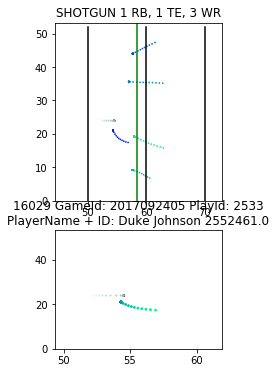 SHOTGUN 1 RB, 1 TE, 3 WR
50
40
30
20
10
0
50 60 70
16029 GameId: 2017092405 PlayId: 2533
PlayerName + ID: Duke Johnson 2552461.0
40
20
0
50 55 60